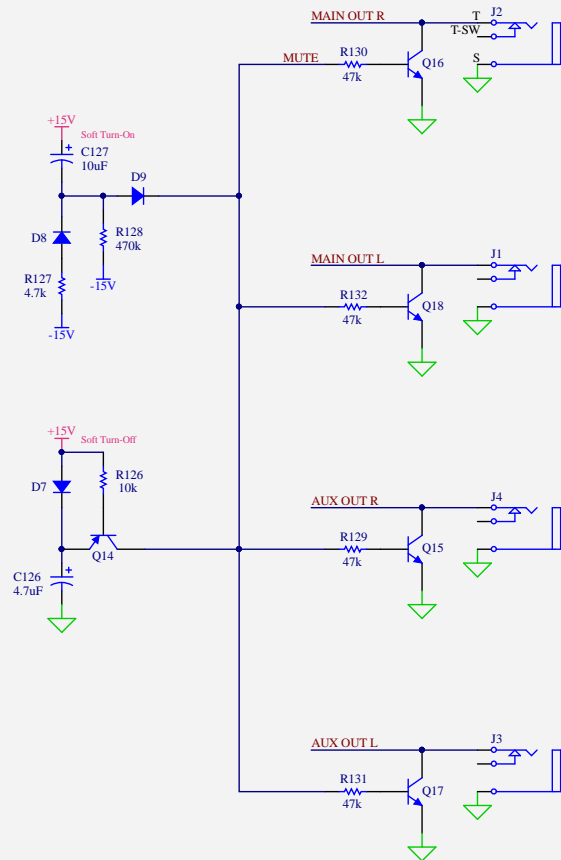 MAIN OUT R
T
J2
T-SW
R130
MUTE
47k
Q16
S
+15V
Soft Turn-On
C127
10uF
D9
D8
R128
470k
R127
4.7k
-15V
-15V
MAIN OUT L
J1
R132
47k
Q18
+15V
Soft Turn-Off
R126
10k
D7
Q14
C126
4.7uF
AUX OUT R
J4
R129
47k
Q15
AUX OUT L
J3
R131
47k
Q17